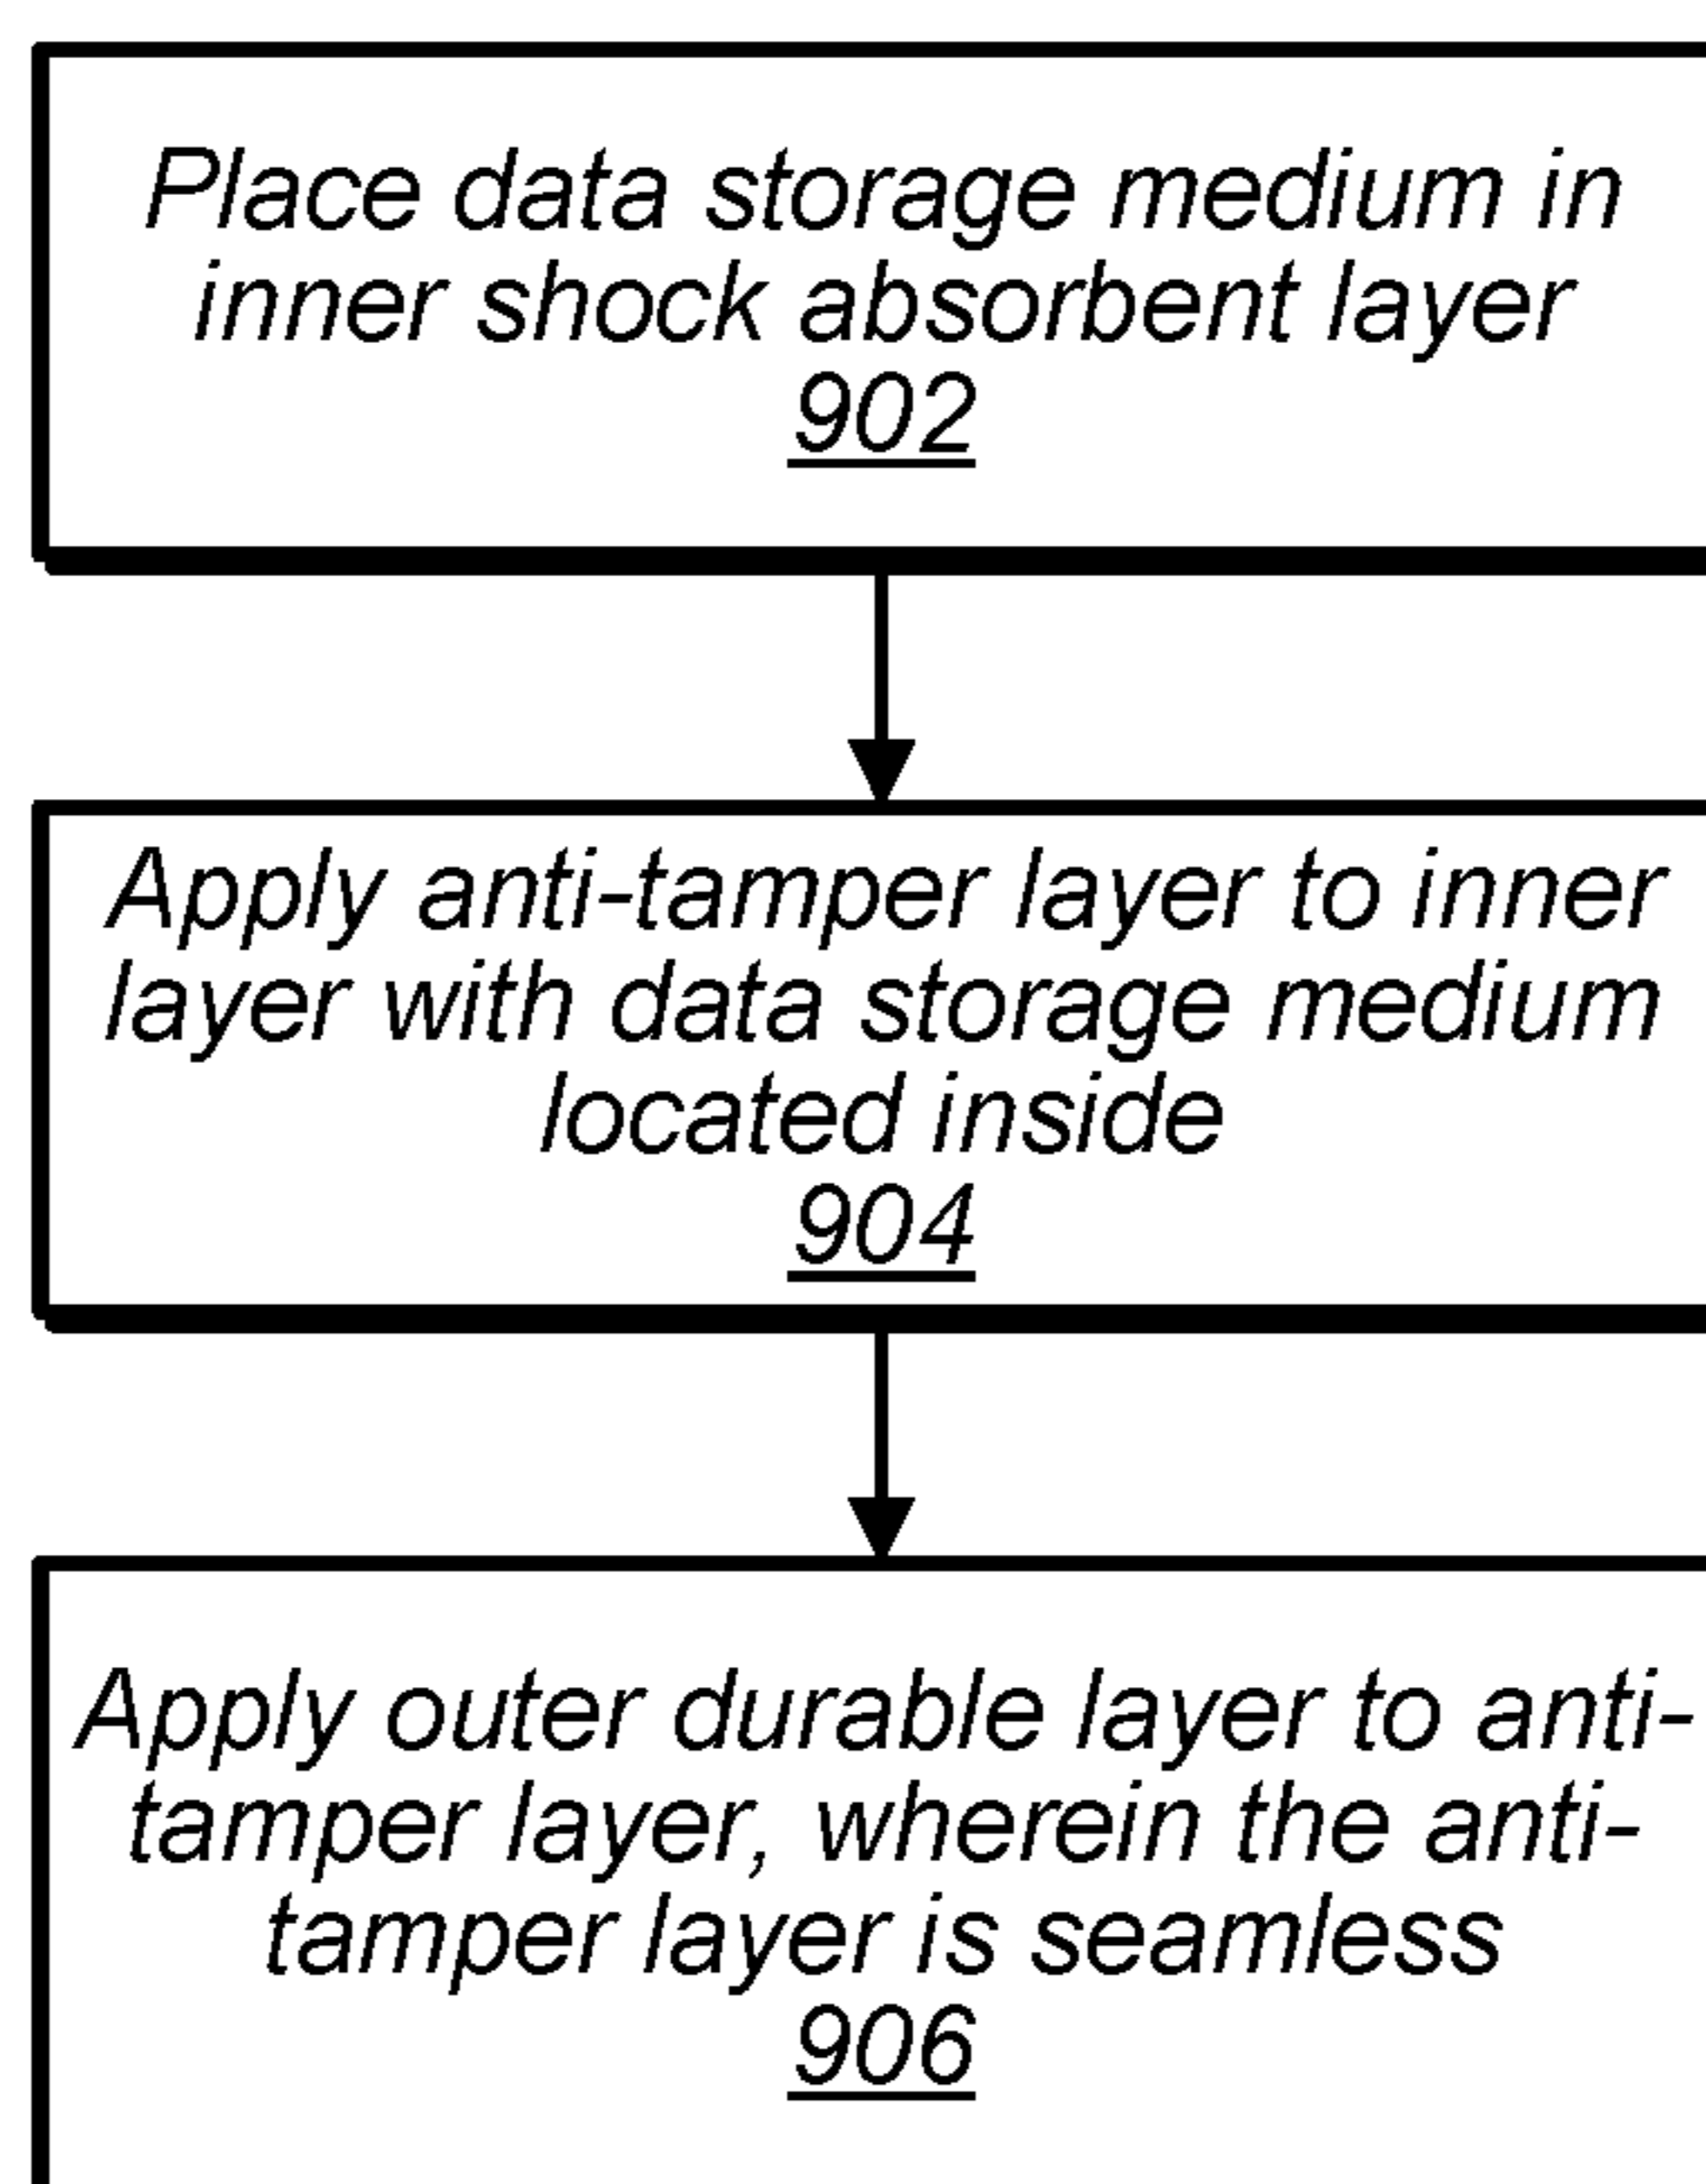 Place data storage medium in
inner shock absorbent layer
902
Apply anti-tamper layer to inner
layer with data storage medium
located inside
904
Apply outer durable layer to anti-
tamper layer, wherein the anti-
tamper layer is seamless
906